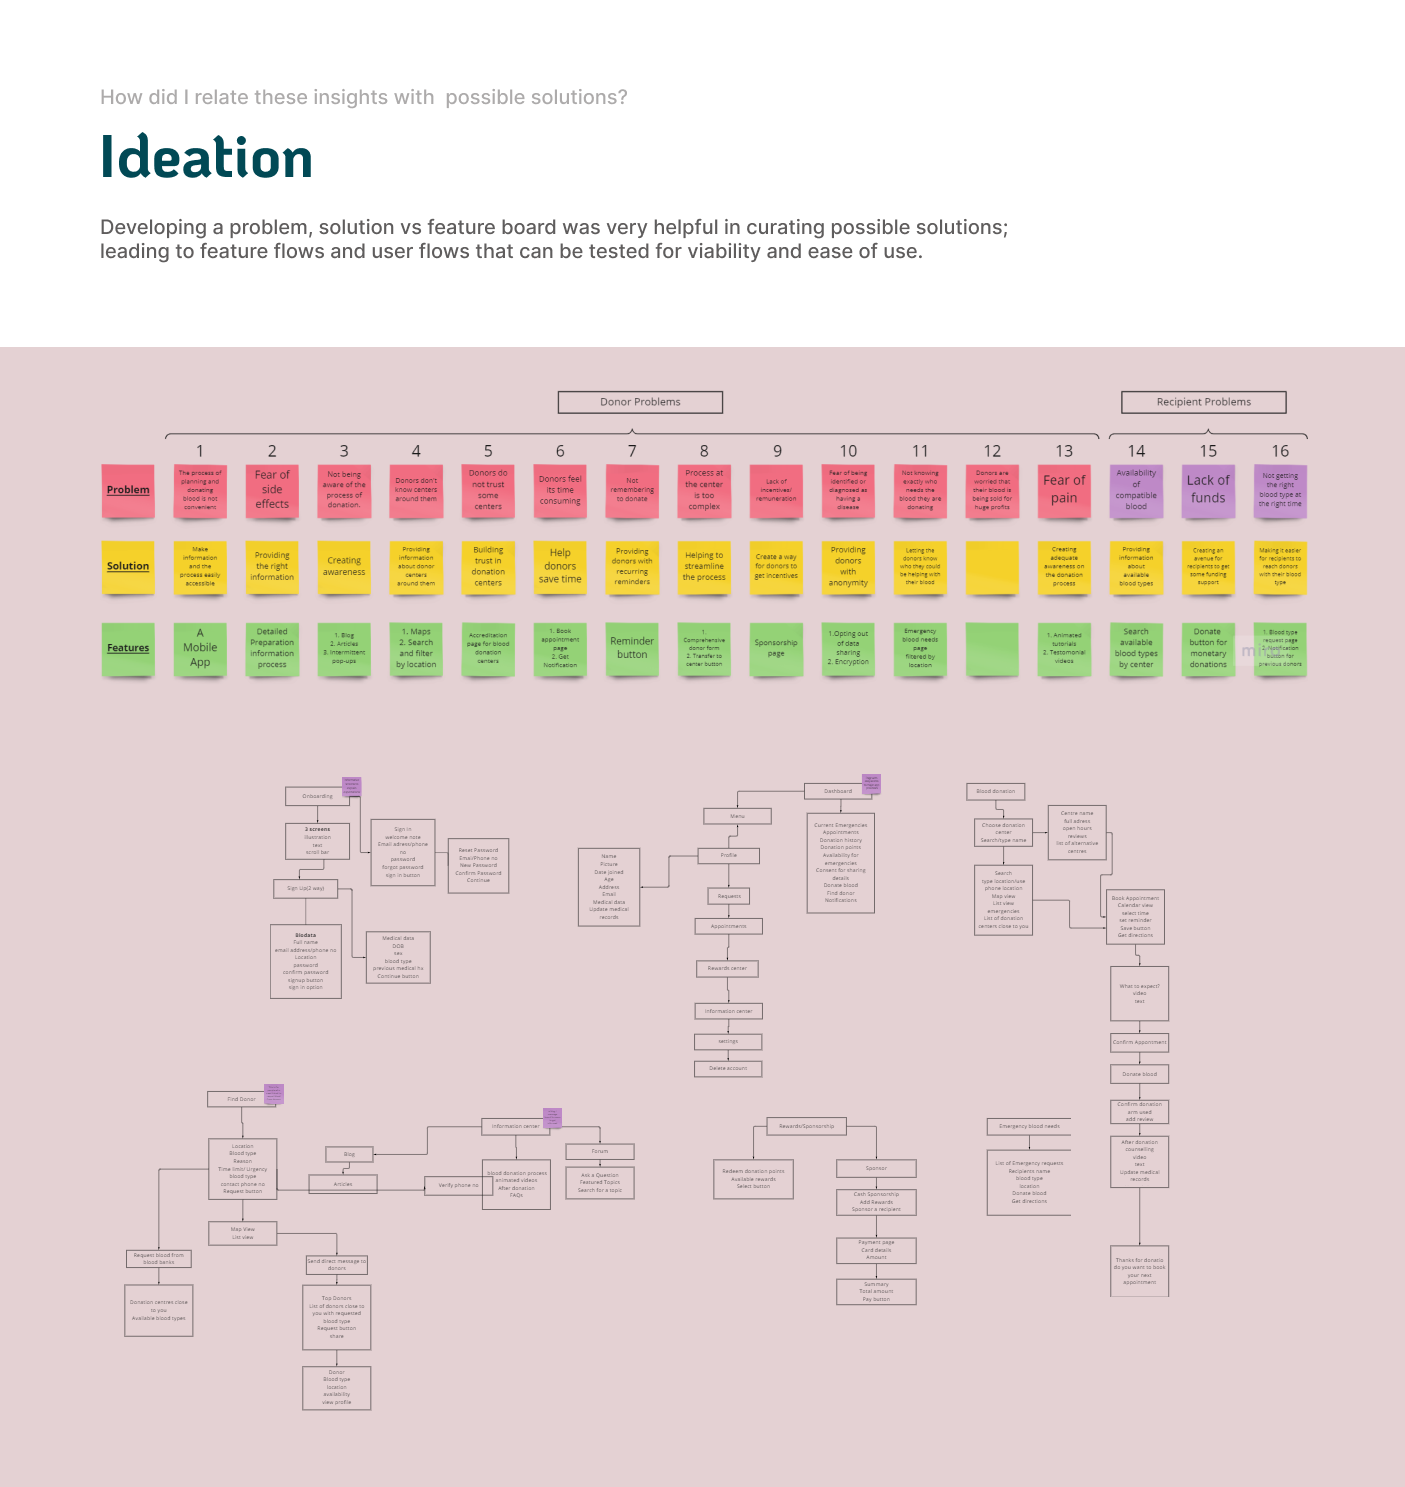 How did I relate these insights with possible solutions?
Ideation
Developing a problem, solution vs feature board was very helpful in curating possible solutions;
leading to feature flows and user flows that can be tested for viability and ease of use.
Donor Problems
Recipient Problems
1
2
3
4
5
6
7
8
9
10
11
12
13
14
15
16
Problem
The process of
planning and
donating
blood is not
convenient
Fear of
side
effects
Not being
aware of the
process of
donation.
Donors don't
know centers
around them
Donors do
not trust
some
centers
Donors feel
its time
consuming
Not
remembering
to donate
Process at
the center
is too
complex
Lack of
incentives/
remuneration
Fear of being
identified or
diagnosed as
having a
disease
Not knowing
exactly who
needs the
blood they are
donating
Donors are
worried that
their blood is
being sold for
huge profits
Fear of
pain
Availability
of
compatible
blood
Lack of
funds
Not getting
the right
blood type at
the right time
Solution
Make
information
and the
process easily
accessible
Providing
the right
information
Creating
awareness
Providing
information
about donor
centers
around them
Building
trust in
donation
centers
Help
donors
save time
Providing
donors with
recurring
reminders
Helping to
streamline
the process
Create a way
for donors to
get incentives
Providing
donors
with
anonymity
Letting the
donors know
who they could
be helping with
their blood
Creating
adequate
awareness on
the donation
process
Providing
information
about
available
blood types
Creating an
avenue for
recipients to get
some funding
support
Making it easier
for recipients to
reach donors
with their blood
type
Features
A
Mobile
App
Detailed
Preparation
information
process
1. Blog
2. Articles
3. Intermittent
pop-ups
1. Maps
2. Search
and filter
by location
Accreditation
page for blood
donation
centers
1. Book
appointment
page
2. Get
Notification
Reminder
button
1.
Comprehensive
donor form
2. Transfer to
center button
Sponsorship
page
1.Opting out
of data
sharing
2. Encryption
Emergency
blood needs
page
filtered by
location
1. Animated
tutorials
2. Testomonial
videos
Search
available
blood types
by center
Donate
button for
monetary
donations
1. Blood type
request page
2. Notification
button for
previous donors
miro
Onboarding
3 screens
illustration
text
scroll bar
Sign Up(2 way)
Biodata
Full name
email address/phone no
Location
password
confirm password
signup button
sign in option
Sign in
welcome note
Email adress/phone
no
password
forgot password
sign in button
Reset Password
Email/Phone no
New Password
Confirm Password
Continue
Medical data
DOB
sex
blood type
previous medical hx
Continue button
Dashboard
Current Emergencies
Appointments
Donation history
Donation points
Availability for
emergencies
Consent for sharing
details
Donate blood
Find donor
Notifications
Menu
Profile
Name
Picture
Date joined
Age
Address
Email
Medical data
Update medical
records
Requests
Appointments
Rewards center
information center
settings
Delete account
Blood donation
Choose donation
center
Search/type name
Centre name
full adress
open hours
reviews
list of alternative
centres
Search
type location/use
phone location
Map view
List view
emergencies
List of donation
centers close to you
Book Appointment
Calendar view
select time
set reminder
Save button
Get directions
What to expect?
video
text
Confirm Appointment
Donate blood
Confirm donation
arm used
add review
After donation
counselling
video
text
Update medical
records
Thanks for donatio
do you want to book
your next
appointment
Find Donor
Location
Blood type
Reason
Time limit/ Urgency
blood type
contact phone no
Request button
Map View
List view
Request blood from
blood banks
Donation centres close
to you
Available blood types
Send direct message to
donors
Top Donors
List of donors close to
you with requested
blood type
Request button
share
Donor
Blood type
location
availability
view profile
Information center
Blog
Articles
Verify phone no
blood donation process
animated videos
After donation
FAQs
Forum
Ask a Question
Featured Topics
Search for a topic
Rewards/Sponsorship
Redeem donation points
Available rewards
Select button
Sponsor
Cash Sponsorship
Add Rewards
Sponsor a recipient
Payment page
Card details
Amount
Summary
Total amount
Pay button
Emergency blood needs
List of Emergency requests
Recipients name
blood type
location
Donate blood
Get directions